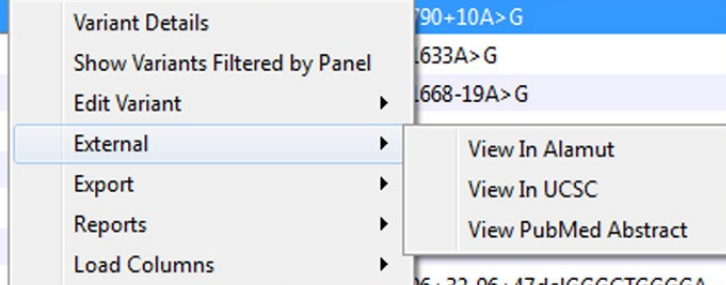 Variant Details
Show Variants Filtered by Panel
Edit Variant
External
Export
Reports
Load Columns
790+10A>G
1633A>G
1668-19A>G
View In Alamut
View In UCSC
View PubMed Abstract